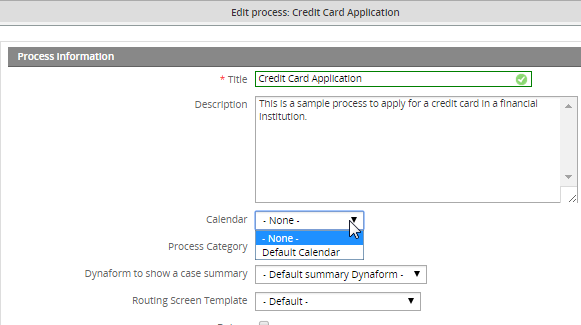 Edit process: Credit Card Application
Process Information
* Title Credit Card Application
Description This is a sample process to apply for a credit card in a financial
institution.
Calendar - None -
- None -
Process Category Default Calendar
Dynaform to show a case summary - Default summary Dynaform -
Routing Screen Template - Default -